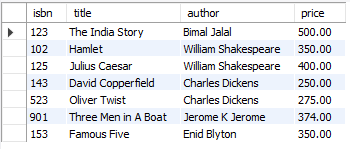 isbn title author price
123 The India Story Bimal Jalal 500.00
102 Hamlet William Shakespeare 350.00
125 Julius Caesar William Shakespeare 400.00
143 David Copperfield Charles Dickens 250.00
523 Oliver Twist Charles Dickens 275.00
901 Three Men in A Boat Jerome K Jerome 374.00
153 Famous Five Enid Blyton 350.00